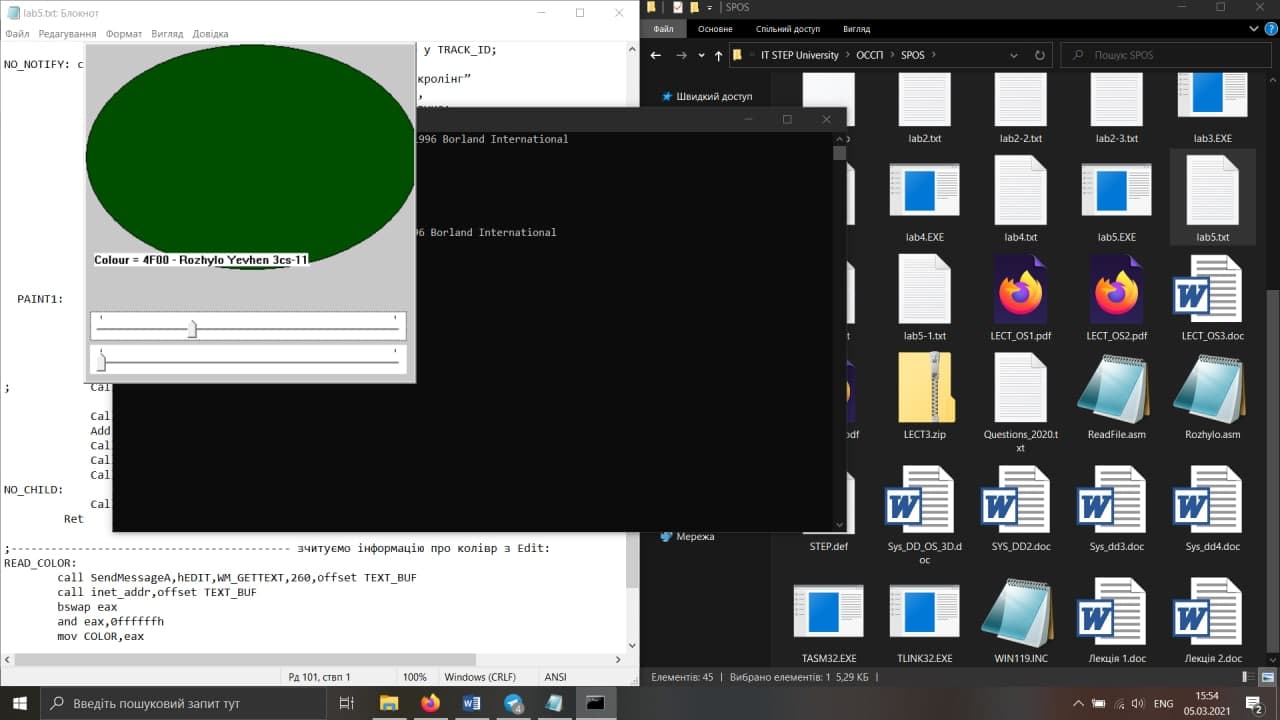 lab5.txt: Блокнот
Файл Редагування Формат Вигляд Довідка
у TRACK_ID;
NO_NOTIFY: c
кролінг”
,
Colour = 4F00 - Rozhylo Yevhen 3cs-11
PAINT1:
; Cal
Cal
Add
Cal
Cal
Cal
NO_CHILD:
Cal
Ret
;----------------------------------------- зчитуємо інформацію про колівр з Edit:
READ_COLOR:
call SendMessageA,hEDIT,WM_GETTEXT,260,offset TEXT_BUF
call inet_addr,offset TEXT_BUF
bswap eax
and eax,0ffffffh
mov COLOR,eax
Рд 101, ствп 1 100% Windows (CRLF) ANSI
1996 Borland International
96 Borland International
SPOS
Файл Основне Спільний доступ Вигляд
IT STEP University > ОССП > SPOS
Пошук: SPOS
Швидкий доступ
lab2.txt lab2-2.txt lab2-3.txt lab3.EXE
lab4.EXE lab4.txt lab5.EXE lab5.txt
lab5-1.txt LECT_OS1.pdf LECT_OS2.pdf LECT_OS3.doc
pdf LECT3.zip Questions_2020.t
xt ReadFile.asm Rozhylo.asm
Мережа
STEP.def Sys_DD_OS_3D.d
oc SYS_DD2.doc Sys_dd3.doc Sys_dd4.doc
TASM32.EXE TLINK32.EXE WIN119.INC Лекція 1.doc Лекція 2.doc
Елементів: 45 Вибрано елементів: 1 5,29 КБ
Введіть пошуковий запит тут
4
ENG
15:54
05.03.2021
2